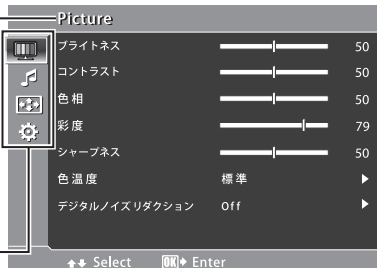 Picture
ブライトネス 50
コントラスト 50
色相 50
彩度 79
シャープネス 50
色温度 標準
デジタルノイズリダクション Off
Select OK Enter